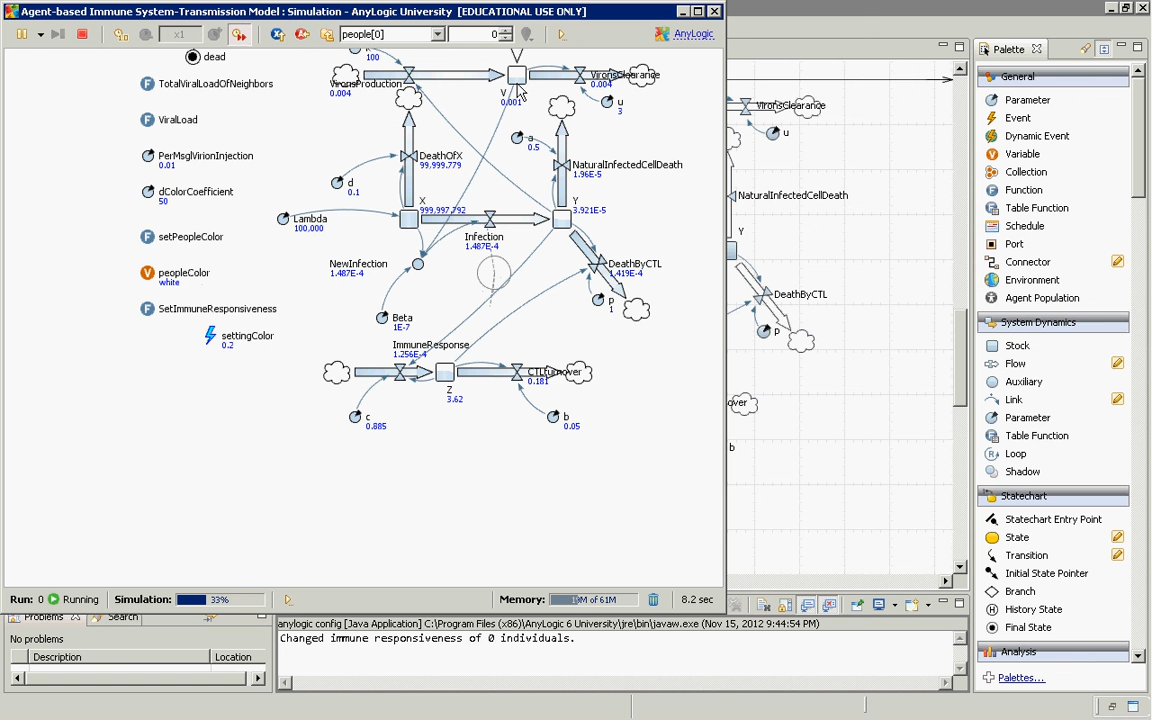 Agent-based Immune System-Transmission Model : Simulation - AnyLogic University [EDUCATIONAL USE ONLY]
x1
people[0]
0
AnyLogic
dead
TotalViralLoadOfNeighbors
ViralLoad
PerMsgVirionInjection
0.01
dColorCoefficient
50
setPeopleColor
peopleColor
white
SetImmuneResponsiveness
settingColor
0.2
100
VirionsProduction
0.004
V
0.001
VironsClearance
0.004
u
3
a
0.5
DeathOfX
99,999.779
NaturalInfectedCellDeath
1.96E-5
d
0.1
Lambda
100,000
X
999,997.792
Y
3.921E-5
Infection
1.487E-4
NewInfection
1.487E-4
DeathByCTL
1.419E-4
p
1
Beta
1E-7
ImmuneResponse
1.256E-4
CTLturnover
0.181
Z
3.62
c
0.885
b
0.05
Run: 0
Running
Simulation:
33%
Memory:
M of 61M
8.2 sec
VironsClearance
u
NaturalInfectedCellDeath
Y
DeathByCTL
p
over
b
Palette
General
Parameter
Event
Dynamic Event
Variable
Collection
Function
Table Function
Schedule
Port
Connector
Environment
Agent Population
System Dynamics
Stock
Flow
Auxiliary
Link
Parameter
Table Function
Loop
Shadow
Statechart
Statechart Entry Point
State
Transition
Initial State Pointer
Branch
History State
Final State
Analysis
Palettes...
Problems
Search
No problems
Description
Location
anylogic config [Java Application] C:\Program Files (x86)\AnyLogic 6 University\jre\bin\javaw.exe (Nov 15, 2012 9:44:54 PM)
Changed immune responsiveness of 0 individuals.